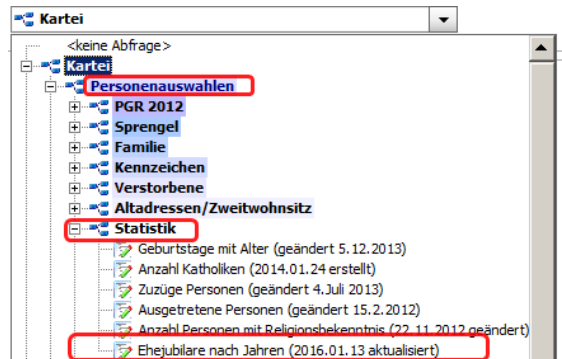 Kartei
<keine Abfrage>
Kartei
Personenauswahlen
PGR 2012
Sprengel
Familie
Kennzeichen
Verstorbene
Altadressen/Zweitwohnsitz
Statistik
Geburtstage mit Alter (geändert 5.12.2013)
Anzahl Katholiken (2014.01.24 erstellt)
Zuzüge Personen (geändert 4.Juli 2013)
Ausgetretene Personen (geändert 15.2.2012)
Anzahl Personen mit Religionsbekenntnis (22.11.2012 geändert)
Ehejubilare nach Jahren (2016.01.13 aktualisiert)